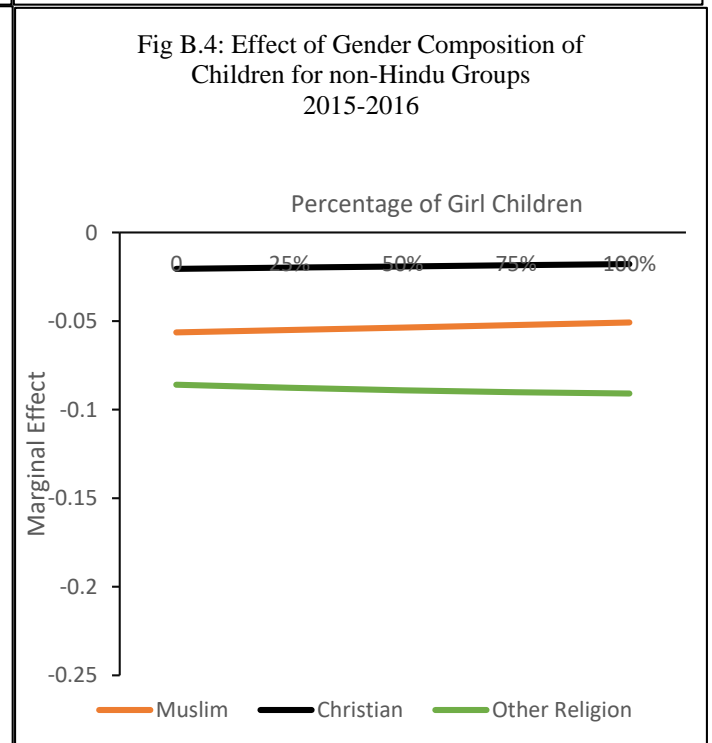 Fig B.4: Effect of Gender Composition of
Children for non-Hindu Groups
2015-2016
Percentage of Girl Children
0
0 25% 50% 75% 100%
-0.05
-0.1
-0.15
-0.2
-0.25
Marginal Effect
Muslim Christian Other Religion